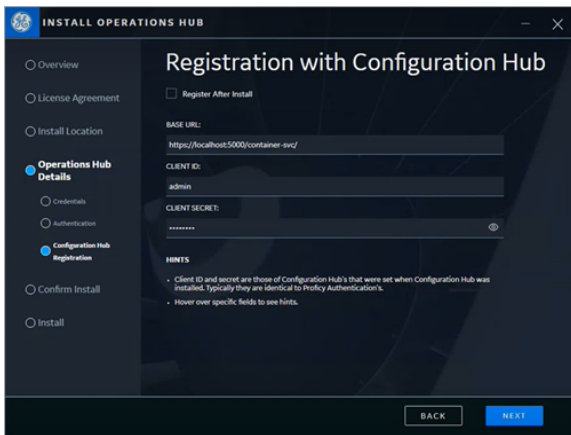 INSTALL OPERATIONS HUB
Overview
License Agreement
Install Location
Operations Hub
Details
Credentials
Authentication
Configuration Hub
Registration
Confirm Install
Install
Registration with Configuration Hub
Register After Install
BASE URL:
https://localhost:5000/container-svc/
CLIENT ID:
admin
CLIENT SECRET:
••••••••
HINTS
• Client ID and secret are those of Configuration Hub's that were set when Configuration Hub was
installed. Typically they are identical to Proficy Authentication's.
• Hover over specific fields to see hints.
BACK
NEXT